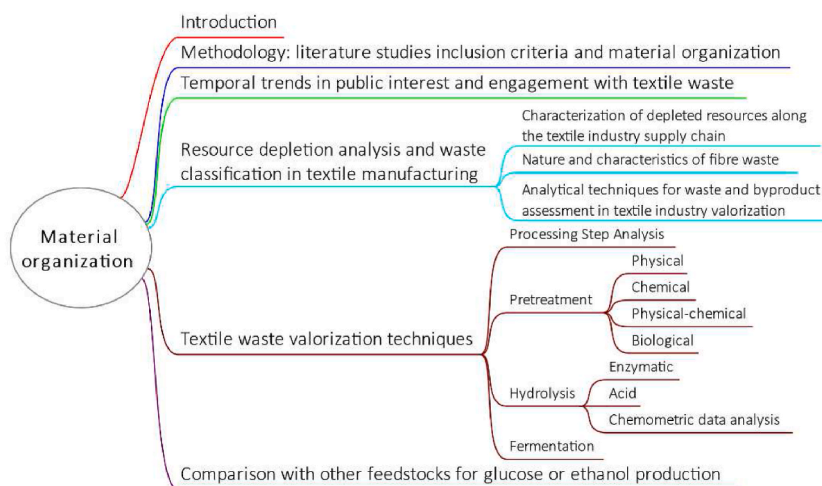 Introduction
Methodology: literature studies inclusion criteria and material organization
Temporal trends in public interest and engagement with textile waste
Characterization of depleted resources along
the textile industry supply chain
Resource depletion analysis and waste
classification in textile manufacturing
Nature and characteristics of fibre waste
Analytical techniques for waste and byproduct
assessment in textile industry valorization
Material
organization
Processing Step Analysis
Physical
Chemical
Pretreatment
Physical-chemical
Biological
Textile waste valorization techniques
Enzymatic
Hydrolysis
Acid
Chemometric data analysis
Fermentation
Comparison with other feedstocks for glucose or ethanol production